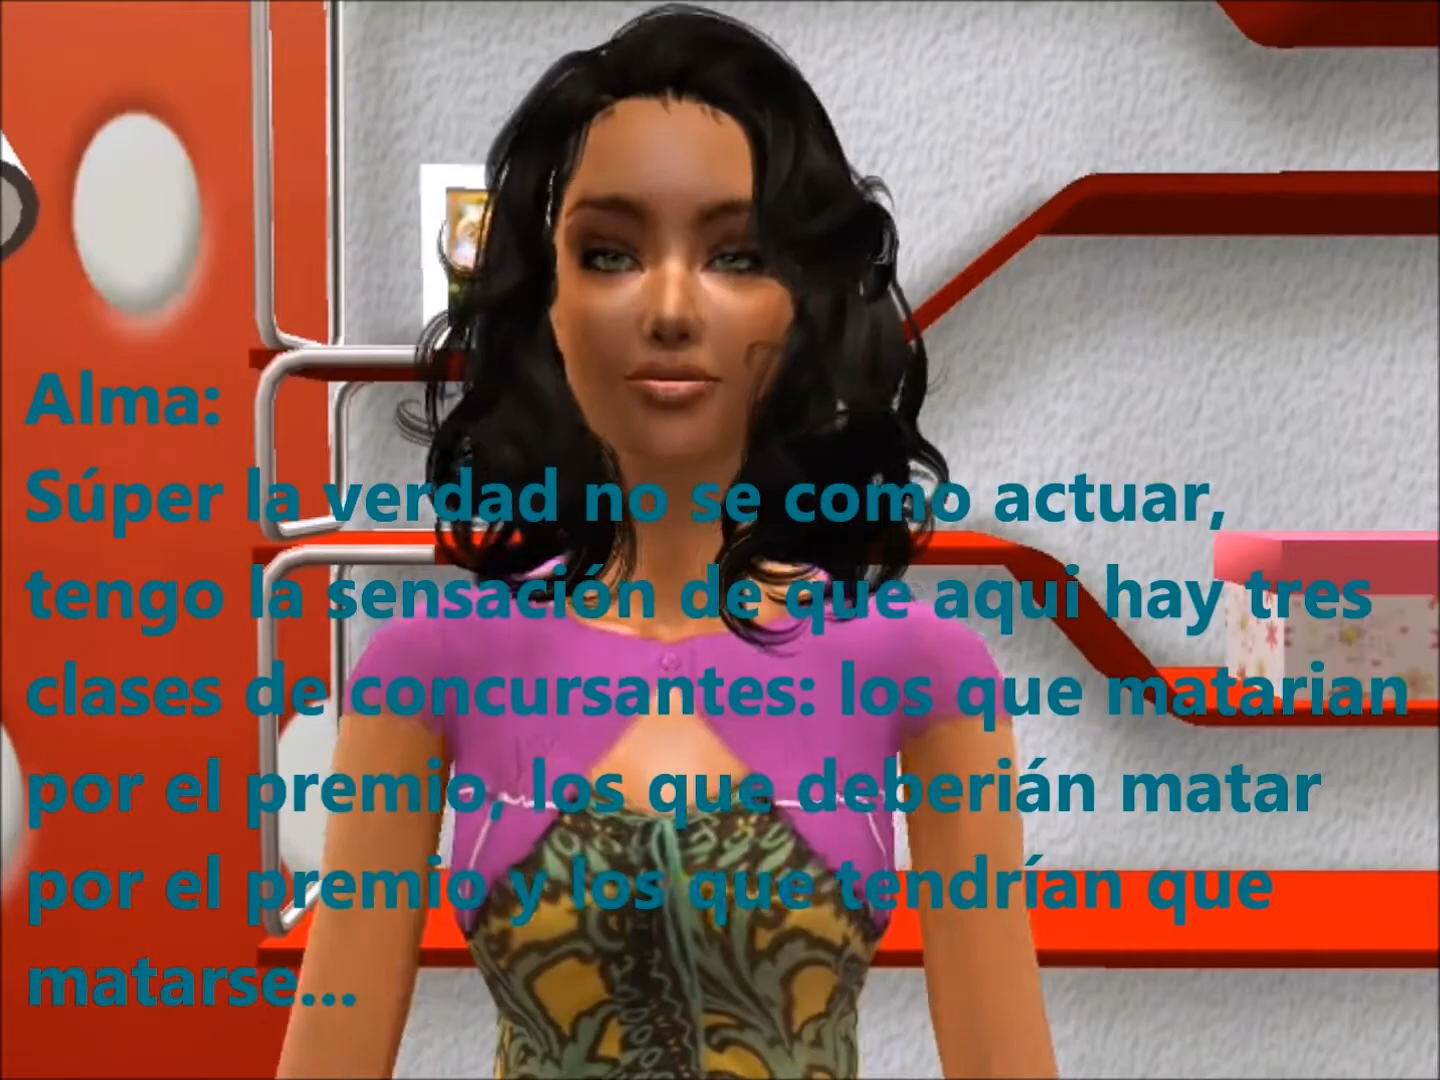 Alma:
Súper la verdad no se como actuar,
tengo la sensación de que aqui hay tres
clases de concursantes: los que matarian
por el premio, los que deberián matar
por el premio y los que tendrían que
matarse...